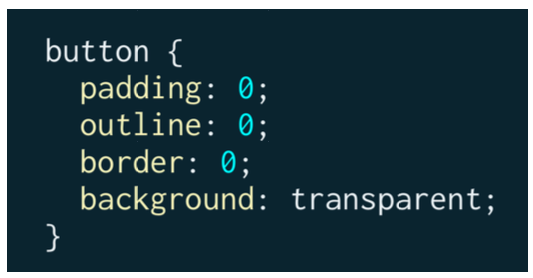 button {
  padding: 0;
  outline: 0;
  border: 0;
  background: transparent;
}